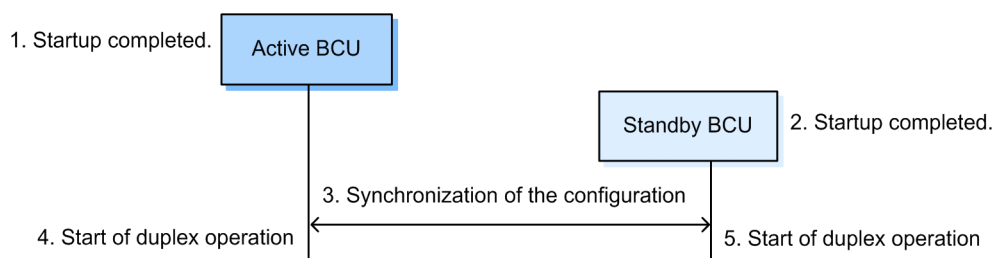 1. Startup completed.
Active BCU
Standby BCU
2. Startup completed.
3. Synchronization of the configuration
4. Start of duplex operation
5. Start of duplex operation